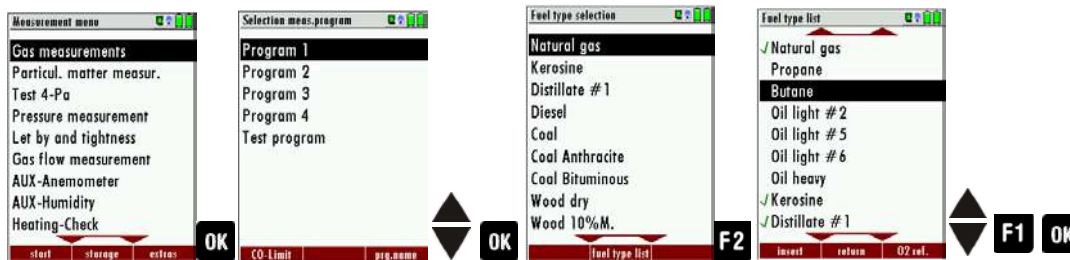 Measurement menu
Gas measurements
Particul. matter measur.
Test 4-Pa
Pressure measurement
Let by and tightness
Gas flow measurement
AUX-Anemometer
AUX-Humidity
Heating-Check
start storage extras
OK
Selection meas.program
Program 1
Program 2
Program 3
Program 4
Test program
CO-Limit prg.name
OK
Fuel type selection
Natural gas
Kerosine
Distillate #1
Diesel
Coal
Coal Anthracite
Coal Bituminous
Wood dry
Wood 10%M.
fuel type list
F2
Fuel type list
Natural gas
Propane
Butane
Oil light #2
Oil light #5
Oil light #6
Oil heavy
Kerosine
Distillate #1
insert return O2 ref.
F1 OK